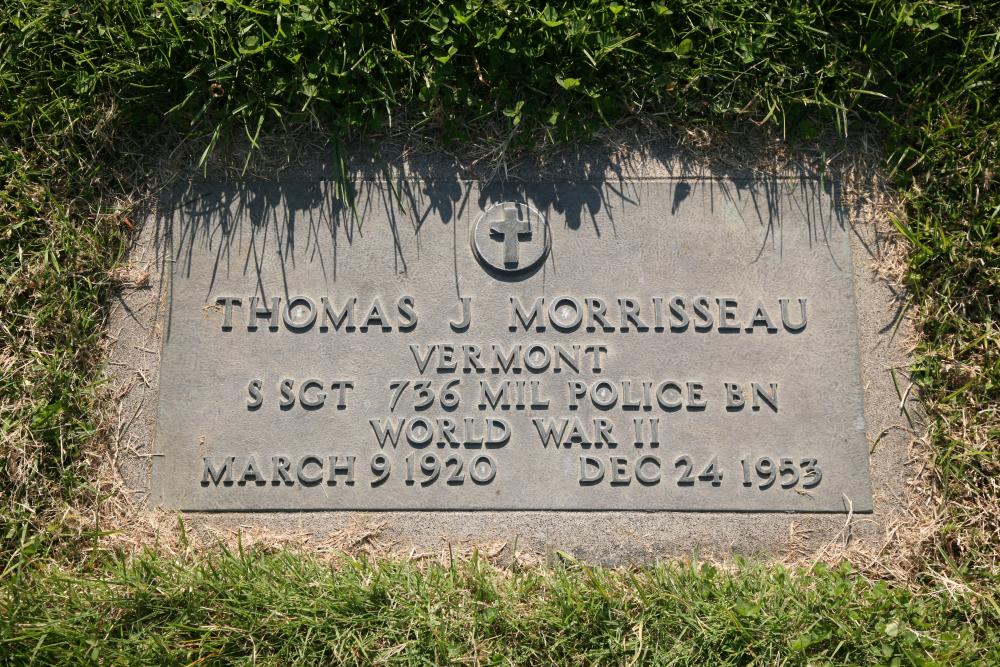 THOMAS J MORRISSEAU
VERMONT
S SGT 736 MIL POLICE BN
WORLD WAR II
MARCH 9 1920 DEC 24 1953